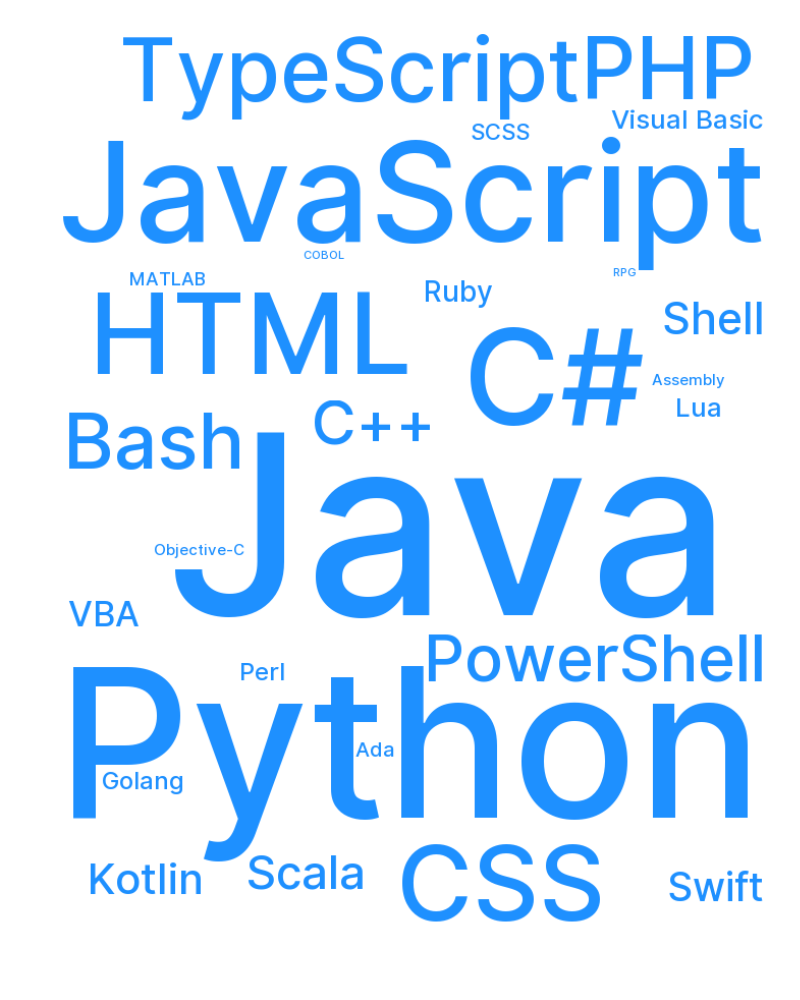 TypeScript PHP
Visual Basic
SCSS
JavaScript
COBOL
RPG
MATLAB
Ruby
HTML
Shell
C#
Assembly
Lua
C++
Bash
Java
Objective-C
VBA
PowerShell
Perl
Python
Ada
Golang
Kotlin
Scala
CSS
Swift